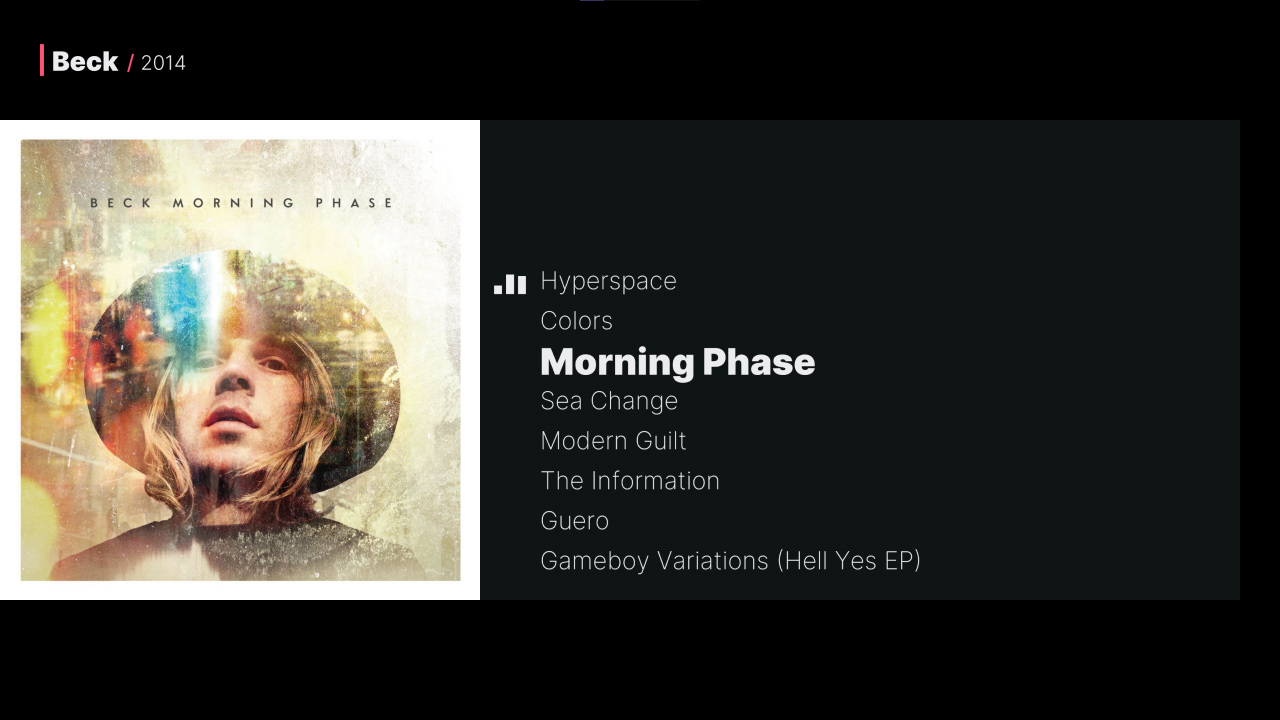 Beck / 2014
BECK MORNING PHASE
Hyperspace
Colors
Morning Phase
Sea Change
Modern Guilt
The Information
Guero
Gameboy Variations (Hell Yes EP)